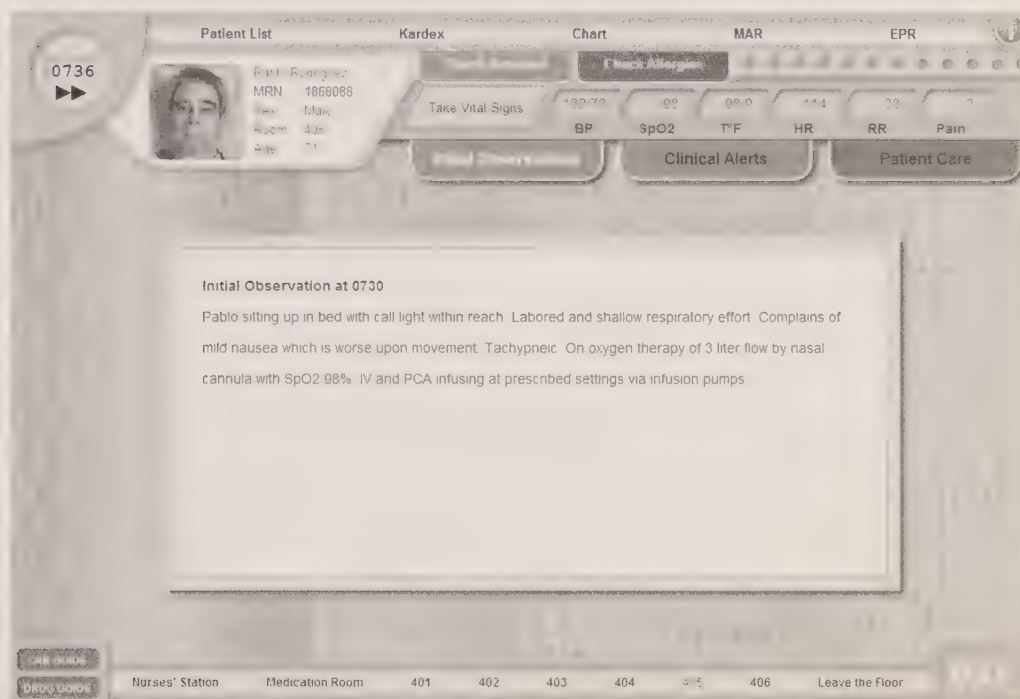 Patient List Kardex Chart MAR EPR
0736
MRN 1868088
Take Vital Signs
BP SpO2 T°F HR RR Pain
Clinical Alerts Patient Care
Initial Observation at 0730
Pablo sitting up in bed with call light within reach Labored and shallow respiratory effort Complains of
mild nausea which is worse upon movement Tachypneic On oxygen therapy of 3 liter flow by nasal
cannula with SpO2 98% IV and PCA infusing at prescribed settings via infusion pumps
DRUG GUIDE
Nurses' Station Medication Room 401 402 403 404 406 Leave the Floor